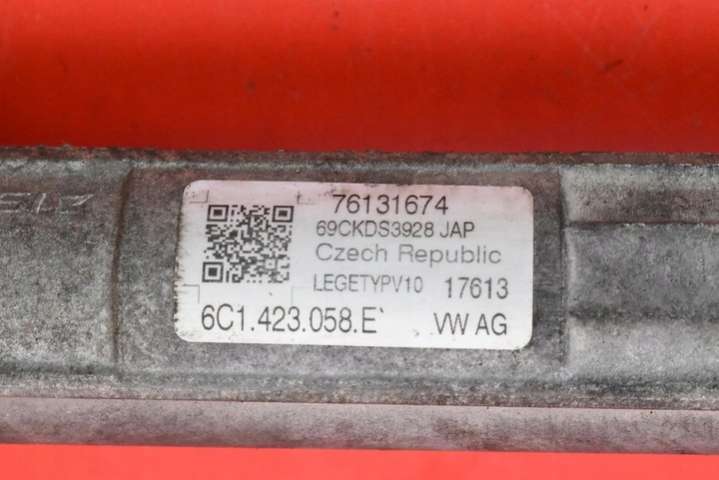 76131674
69CKDS3928 JAP
Czech Republic
LEGETYPV10 17613
6C1.423.058.E VW AG